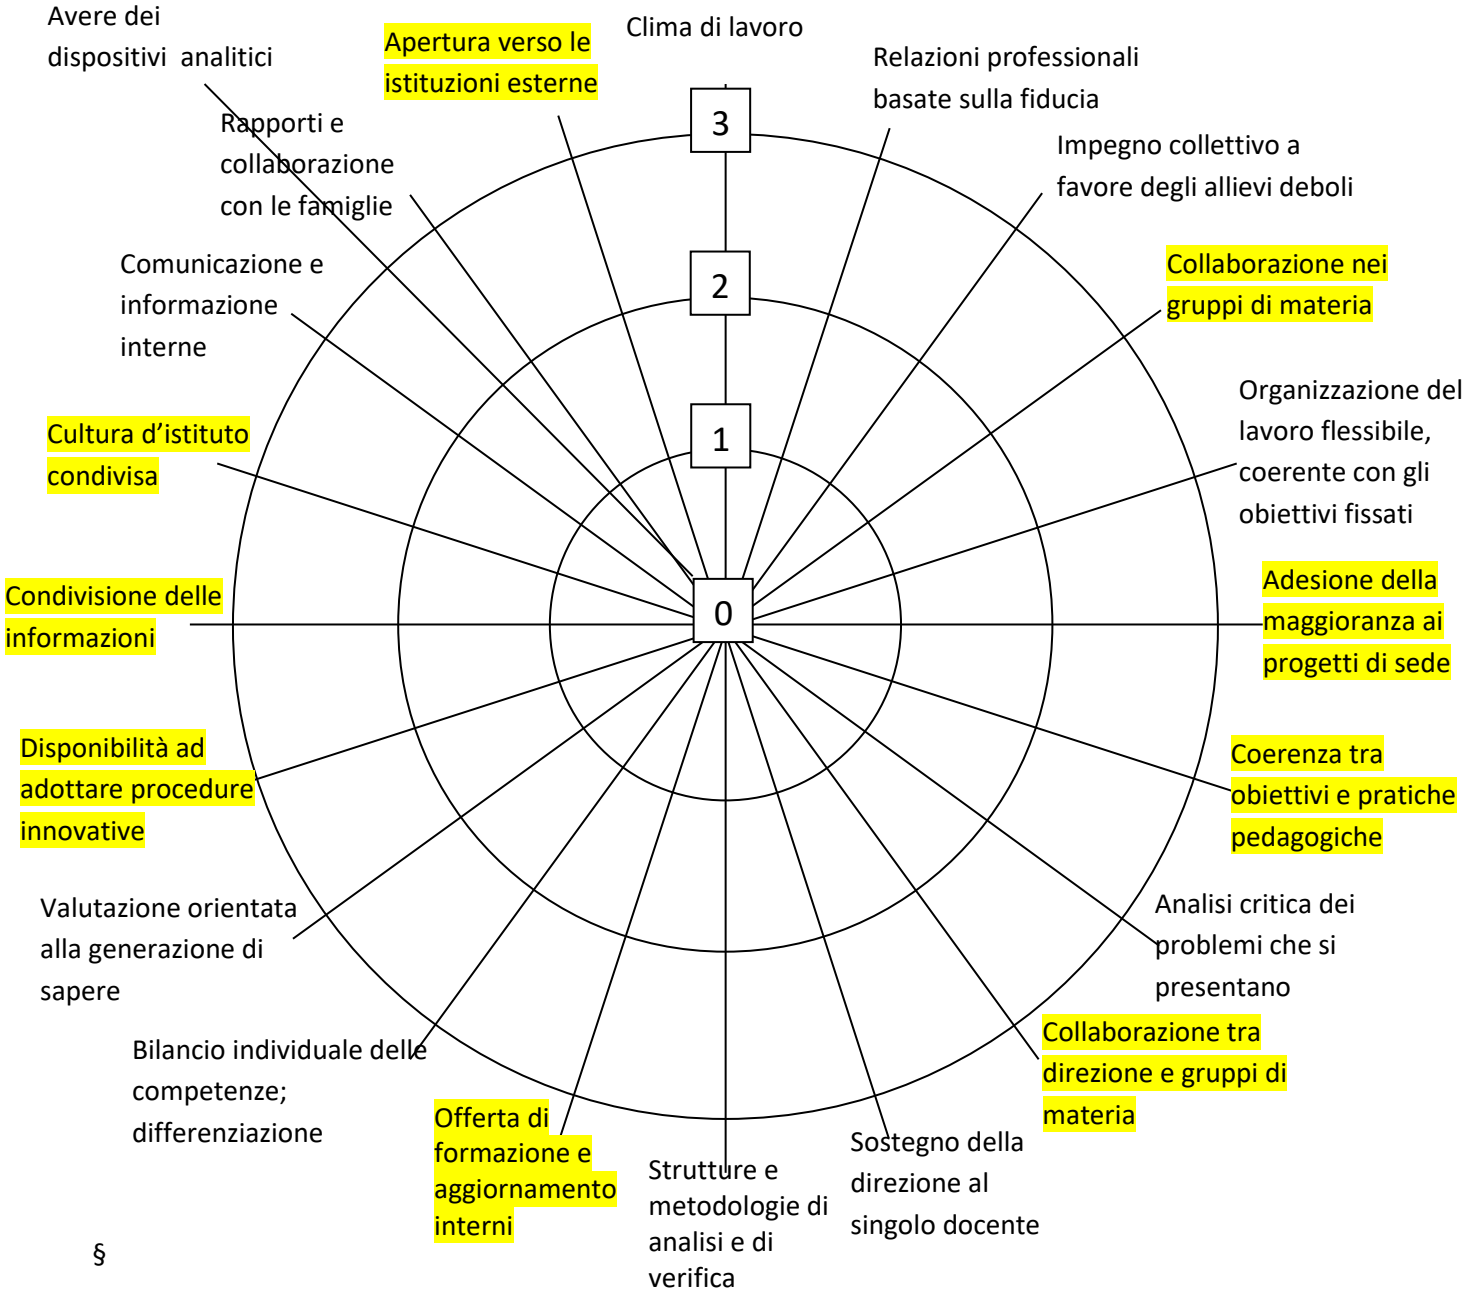 Avere dei
dispositivi  analitici
Apertura verso le
istituzioni esterne
Clima di lavoro
Relazioni professionali
basate sulla fiducia
Rapporti e
collaborazione
con le famiglie
3
Impegno collettivo a
favore degli allievi deboli
Comunicazione e
informazione
interne
2
Collaborazione nei
gruppi di materia
Cultura d’istituto
condivisa
1
Organizzazione del
lavoro flessibile,
coerente con gli
obiettivi fissati
Condivisione delle
informazioni
0
Adesione della
maggioranza ai
progetti di sede
Disponibilità ad
adottare procedure
innovative
Coerenza tra
obiettivi e pratiche
pedagogiche
Valutazione orientata
alla generazione di
sapere
Analisi critica dei
problemi che si
presentano
Bilancio individuale delle
competenze;
differenziazione
Collaborazione tra
direzione e gruppi di
materia
Offerta di
formazione e
aggiornamento
interni
Strutture e
metodologie di
analisi e di
verifica
Sostegno della
direzione al
singolo docente
§